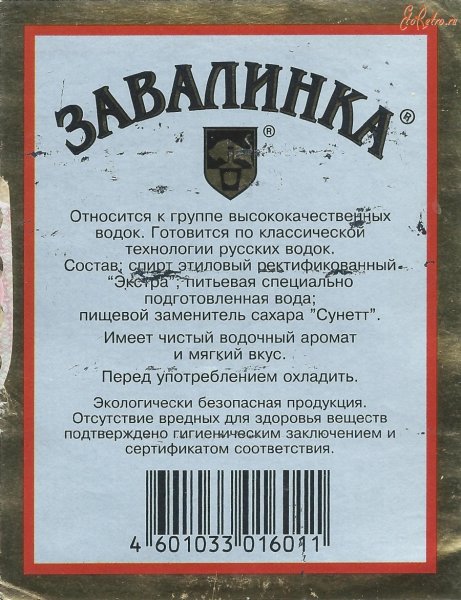 EtoRetro.ru
ЗАВАЛИНКА®
®
Относится к группе высококачественных
водок. Готовится по классической
технологии русских водок.
Состав: спирт этиловый ректификованный
"Экстра"; питьевая специально
подготовленная вода;
пищевой заменитель сахара "Сунетт".
Имеет чистый водочный аромат
и мягкий вкус.
Перед употреблением охладить.
Экологически безопасная продукция.
Отсутствие вредных для здоровья веществ
подтверждено гигиеническим заключением и
сертификатом соответствия.
4 601033 016011